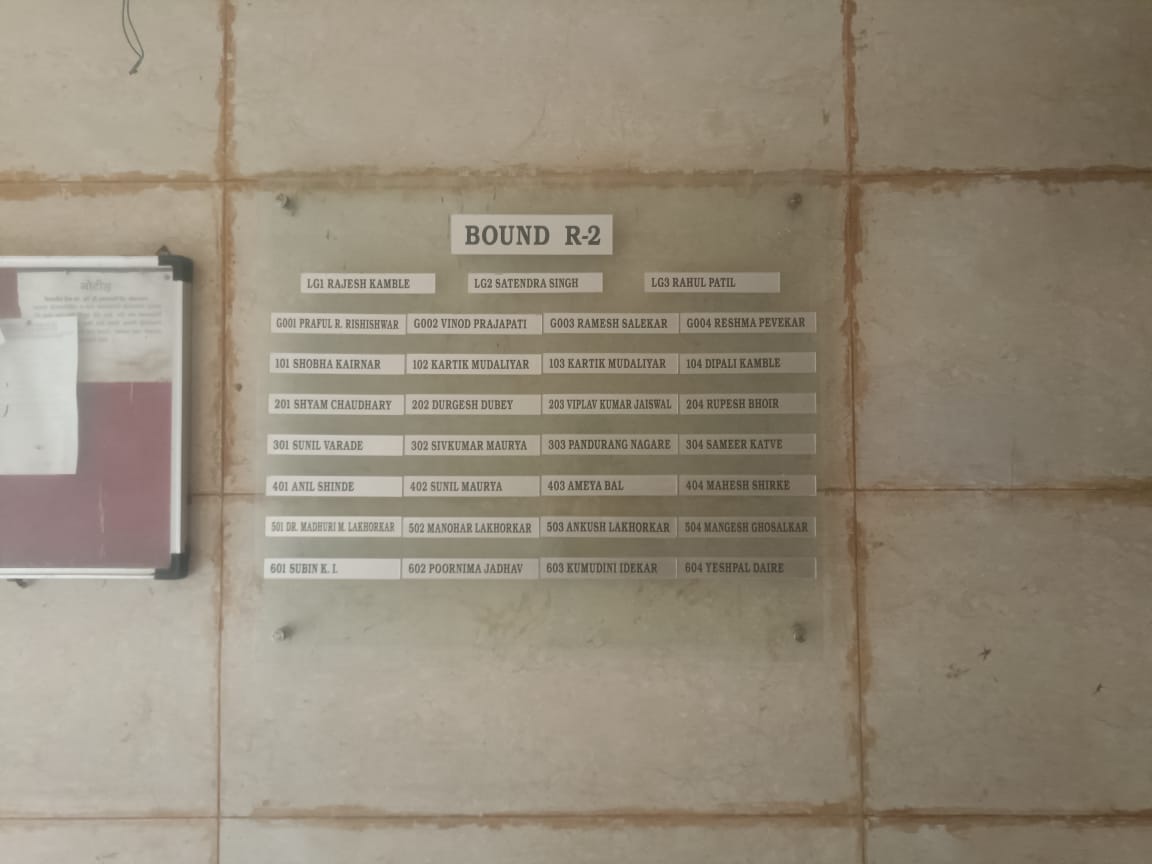 BOUND R-2
LG1 RAJESH KAMBLE LG2 SATENDRA SINGH LG3 RAHUL PATIL
G001 PRAFUL R. RISHISHWAR G002 VINOD PRAJAPATI G003 RAMESH SALEKAR G004 RESHMA PEVEKAR
101 SHOBHA KAIRNAR 102 KARTIK MUDALIYAR 103 KARTIK MUDALIYAR 104 DIPALI KAMBLE
201 SHYAM CHAUDHARY 202 DURGESH DUBEY 203 VIPLAV KUMAR JAISWAL 204 RUPESH BHOIR
301 SUNIL VARADE 302 SIVKUMAR MAURYA 303 PANDURANG NAGARE 304 SAMEER KATVE
401 ANIL SHINDE 402 SUNIL MAURYA 403 AMEYA BAL 404 MAHESH SHIRKE
501 DR. MADHURI M. LAKHORKAR 502 MANOHAR LAKHORKAR 503 ANKUSH LAKHORKAR 504 MANGESH GHOSALKAR
601 SUBIN K. I. 602 POORNIMA JADHAV 603 KUMUDINI IDEKAR 604 YESHPAL DAIRE
नोटीस